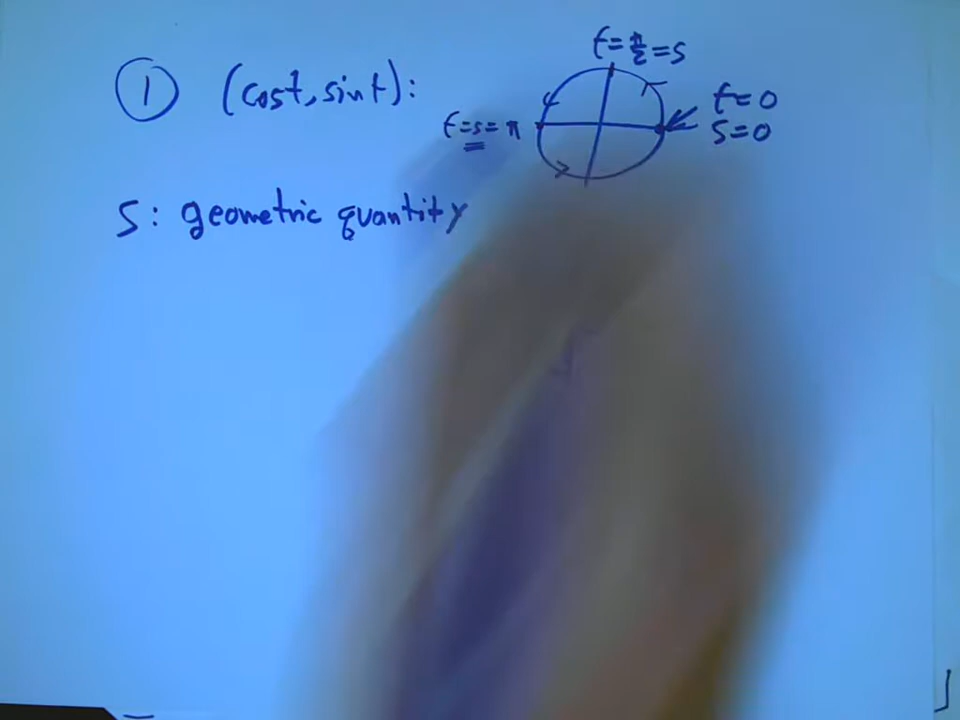 ① (cost, sint):
t = π/2 = s
t = s = π
t = 0
s = 0
S: geometric quantity